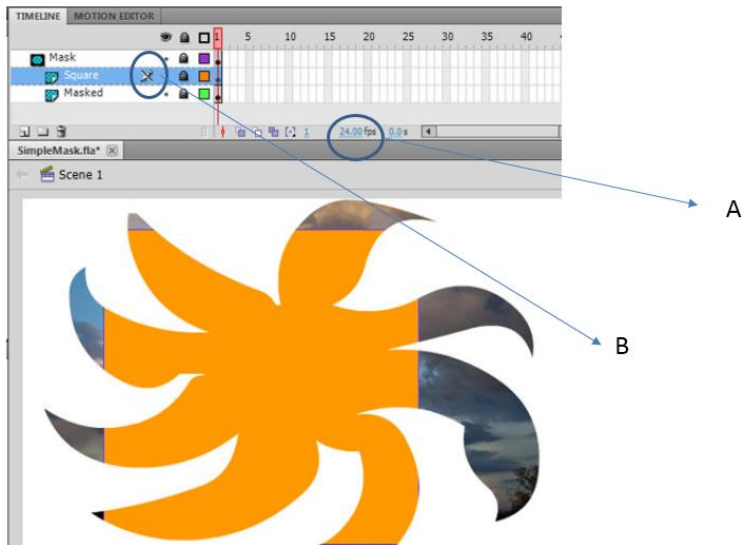 TIMELINE MOTION EDITOR
1 5 10 15 20 25 30 35 40
Mask
Square
Masked
1 24.00 fps 0.0 s
SimpleMask.fla*
Scene 1
A
B